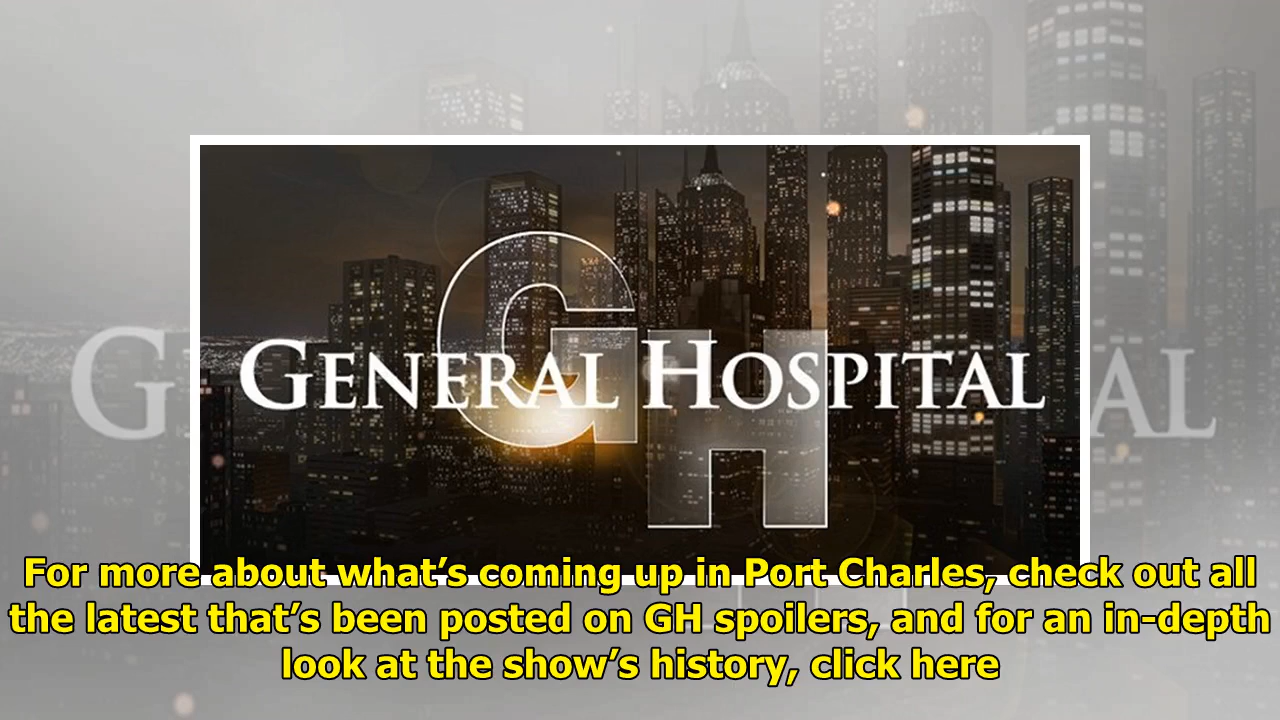 GH
GENERAL HOSPITAL
G AL
For more about what’s coming up in Port Charles, check out all
the latest that’s been posted on GH spoilers, and for an in-depth
look at the show’s history, click here